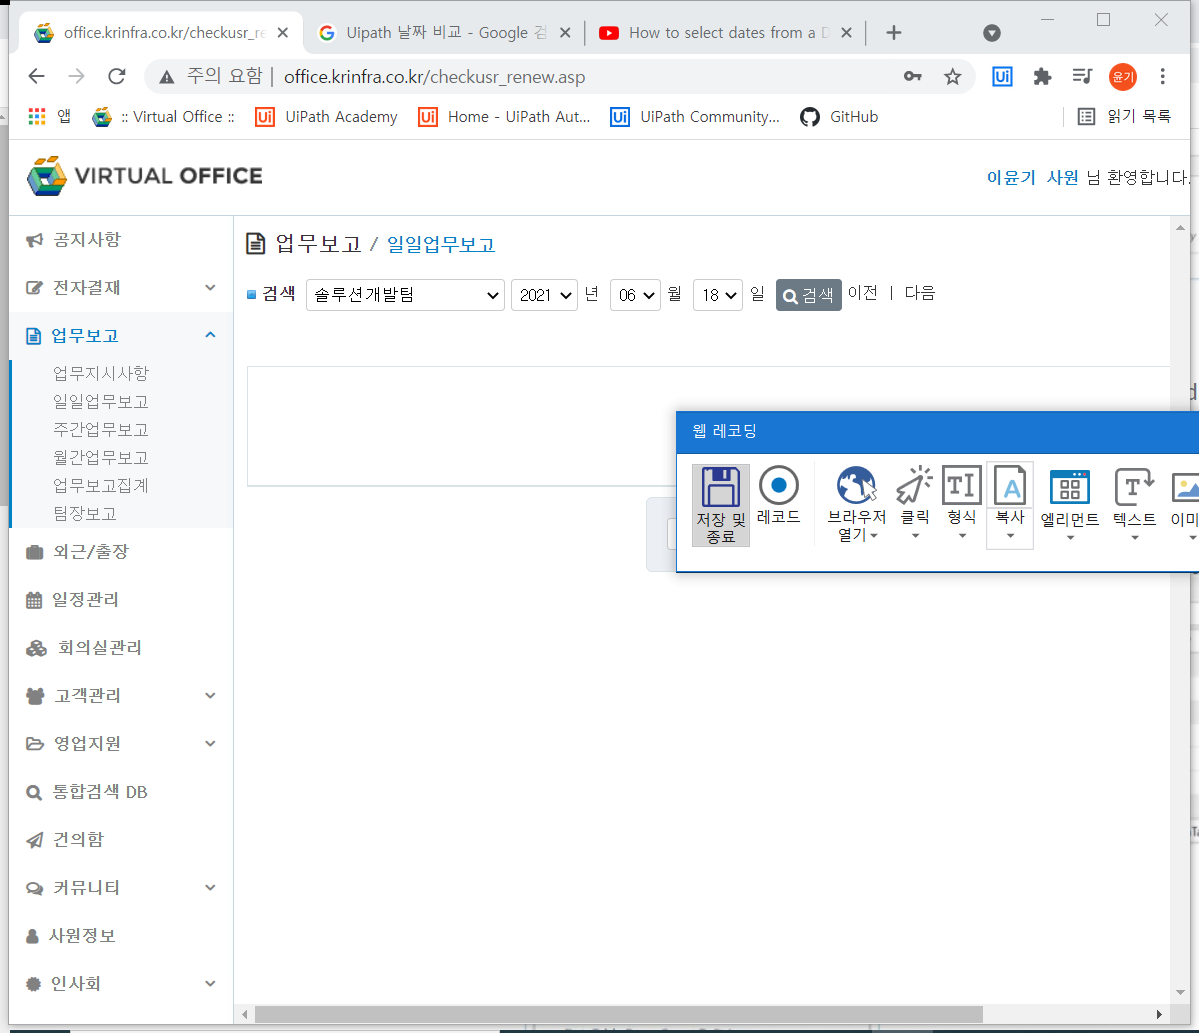 office.krinfra.co.kr/checkusr_re
Uipath 날짜 비교 - Google 검
How to select dates from a D
주의 요함
office.krinfra.co.kr/checkusr_renew.asp
Ui
윤기
앱
:: Virtual Office ::
Ui UiPath Academy
Ui Home - UiPath Aut...
Ui UiPath Community...
GitHub
읽기 목록
VIRTUAL OFFICE
이윤기 사원 님 환영합니다.
공지사항
전자결재
업무보고
업무지시사항
일일업무보고
주간업무보고
월간업무보고
업무보고집계
팀장보고
외근/출장
일정관리
회의실관리
고객관리
영업지원
통합검색 DB
건의함
커뮤니티
사원정보
인사회
업무보고 / 일일업무보고
검색 솔루션개발팀 2021 년 06 월 18 일 검색 이전 | 다음
웹 레코딩
저장 및 종료
레코드
브라우저 열기
클릭
형식
복사
엘리먼트
텍스트
이미